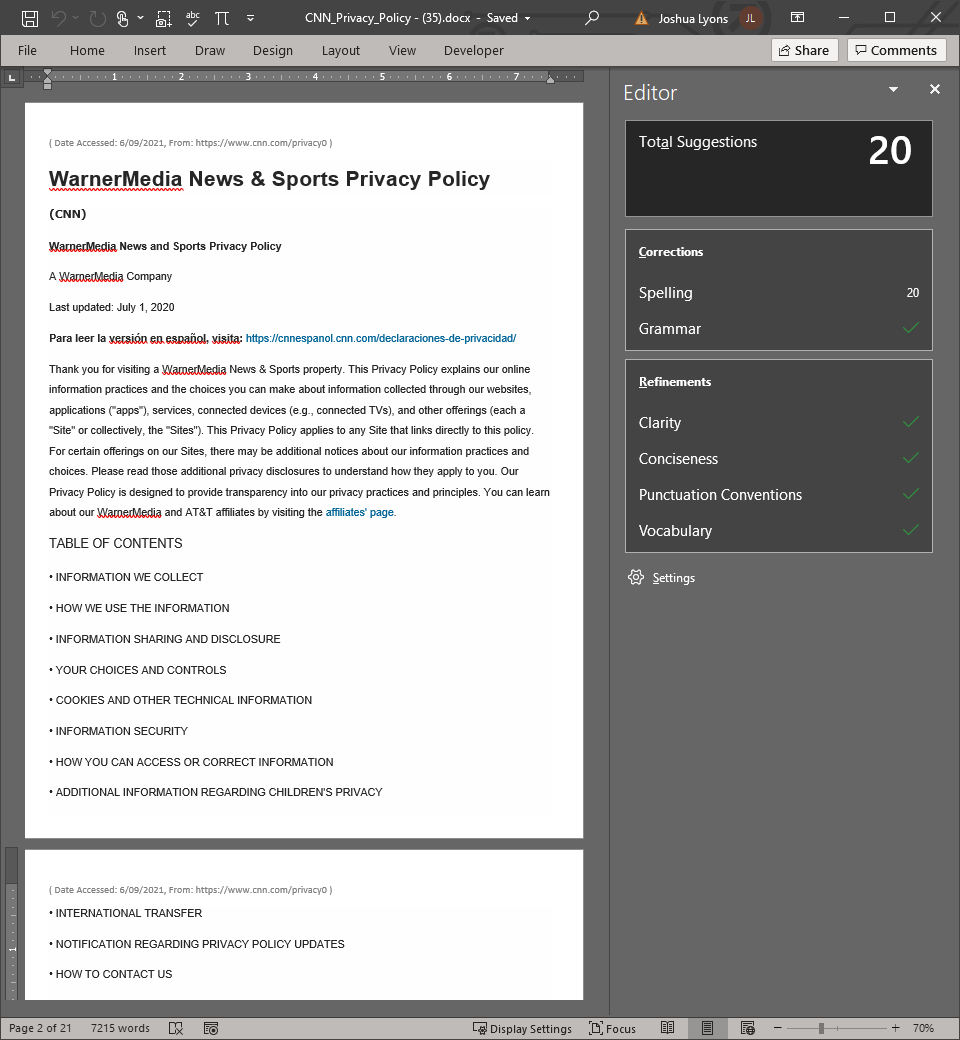 abc
CNN_Privacy_Policy - (35).docx - Saved
Joshua Lyons JL
File Home Insert Draw Design Layout View Developer Share Comments
L 1 2 3 4 5 6 7
Editor
Total Suggestions 20
Corrections
Spelling 20
Grammar
Refinements
Clarity
Conciseness
Punctuation Conventions
Vocabulary
Settings
( Date Accessed: 6/09/2021, From: https://www.cnn.com/privacy0 )
WarnerMedia News & Sports Privacy Policy
(CNN)
WarnerMedia News and Sports Privacy Policy
A WarnerMedia Company
Last updated: July 1, 2020
Para leer la versión en español, visita: https://cnnespanol.cnn.com/declaraciones-de-privacidad/
Thank you for visiting a WarnerMedia News & Sports property. This Privacy Policy explains our online
information practices and the choices you can make about information collected through our websites,
applications ("apps"), services, connected devices (e.g., connected TVs), and other offerings (each a
"Site" or collectively, the "Sites"). This Privacy Policy applies to any Site that links directly to this policy.
For certain offerings on our Sites, there may be additional notices about our information practices and
choices. Please read those additional privacy disclosures to understand how they apply to you. Our
Privacy Policy is designed to provide transparency into our privacy practices and principles. You can learn
about our WarnerMedia and AT&T affiliates by visiting the affiliates' page.
TABLE OF CONTENTS
• INFORMATION WE COLLECT
• HOW WE USE THE INFORMATION
• INFORMATION SHARING AND DISCLOSURE
• YOUR CHOICES AND CONTROLS
• COOKIES AND OTHER TECHNICAL INFORMATION
• INFORMATION SECURITY
• HOW YOU CAN ACCESS OR CORRECT INFORMATION
• ADDITIONAL INFORMATION REGARDING CHILDREN'S PRIVACY
( Date Accessed: 6/09/2021, From: https://www.cnn.com/privacy0 )
• INTERNATIONAL TRANSFER
• NOTIFICATION REGARDING PRIVACY POLICY UPDATES
1
• HOW TO CONTACT US
Page 2 of 21 7215 words Display Settings Focus 70%